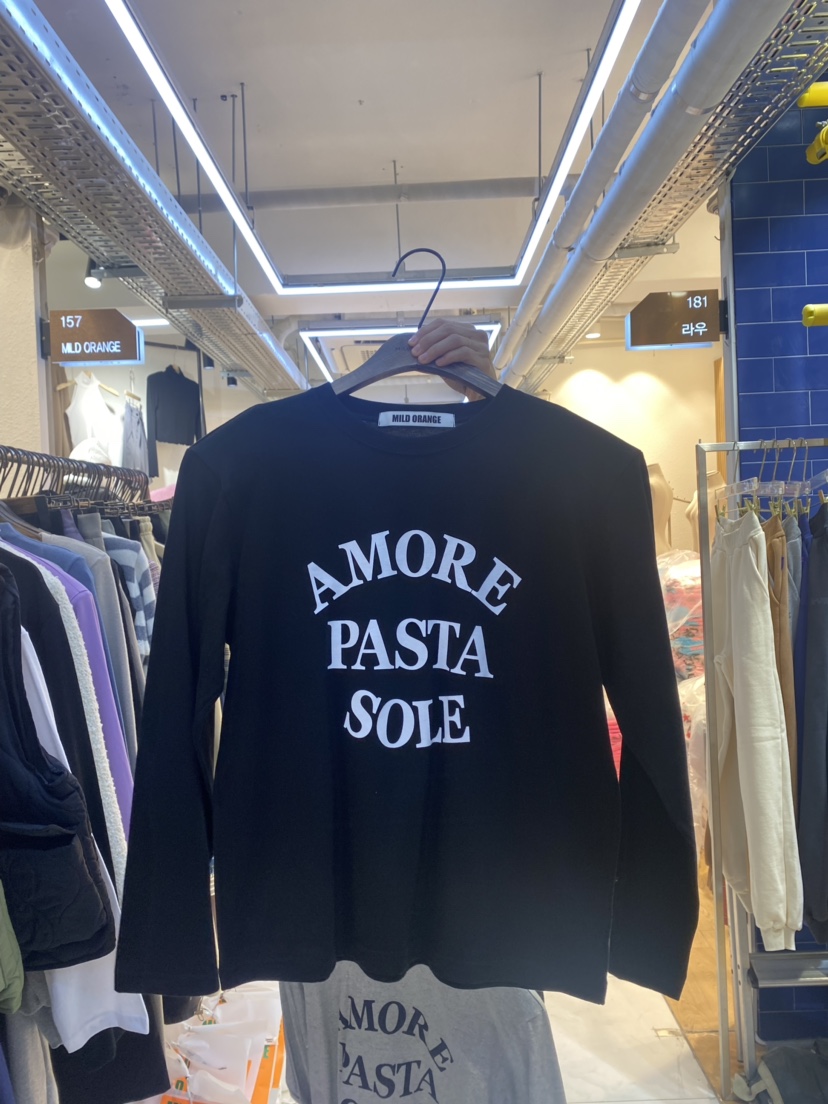 157
MILD ORANGE
181
라우
MILD ORANGE
AMORE
PASTA
SOLE
AMORE
PASTA